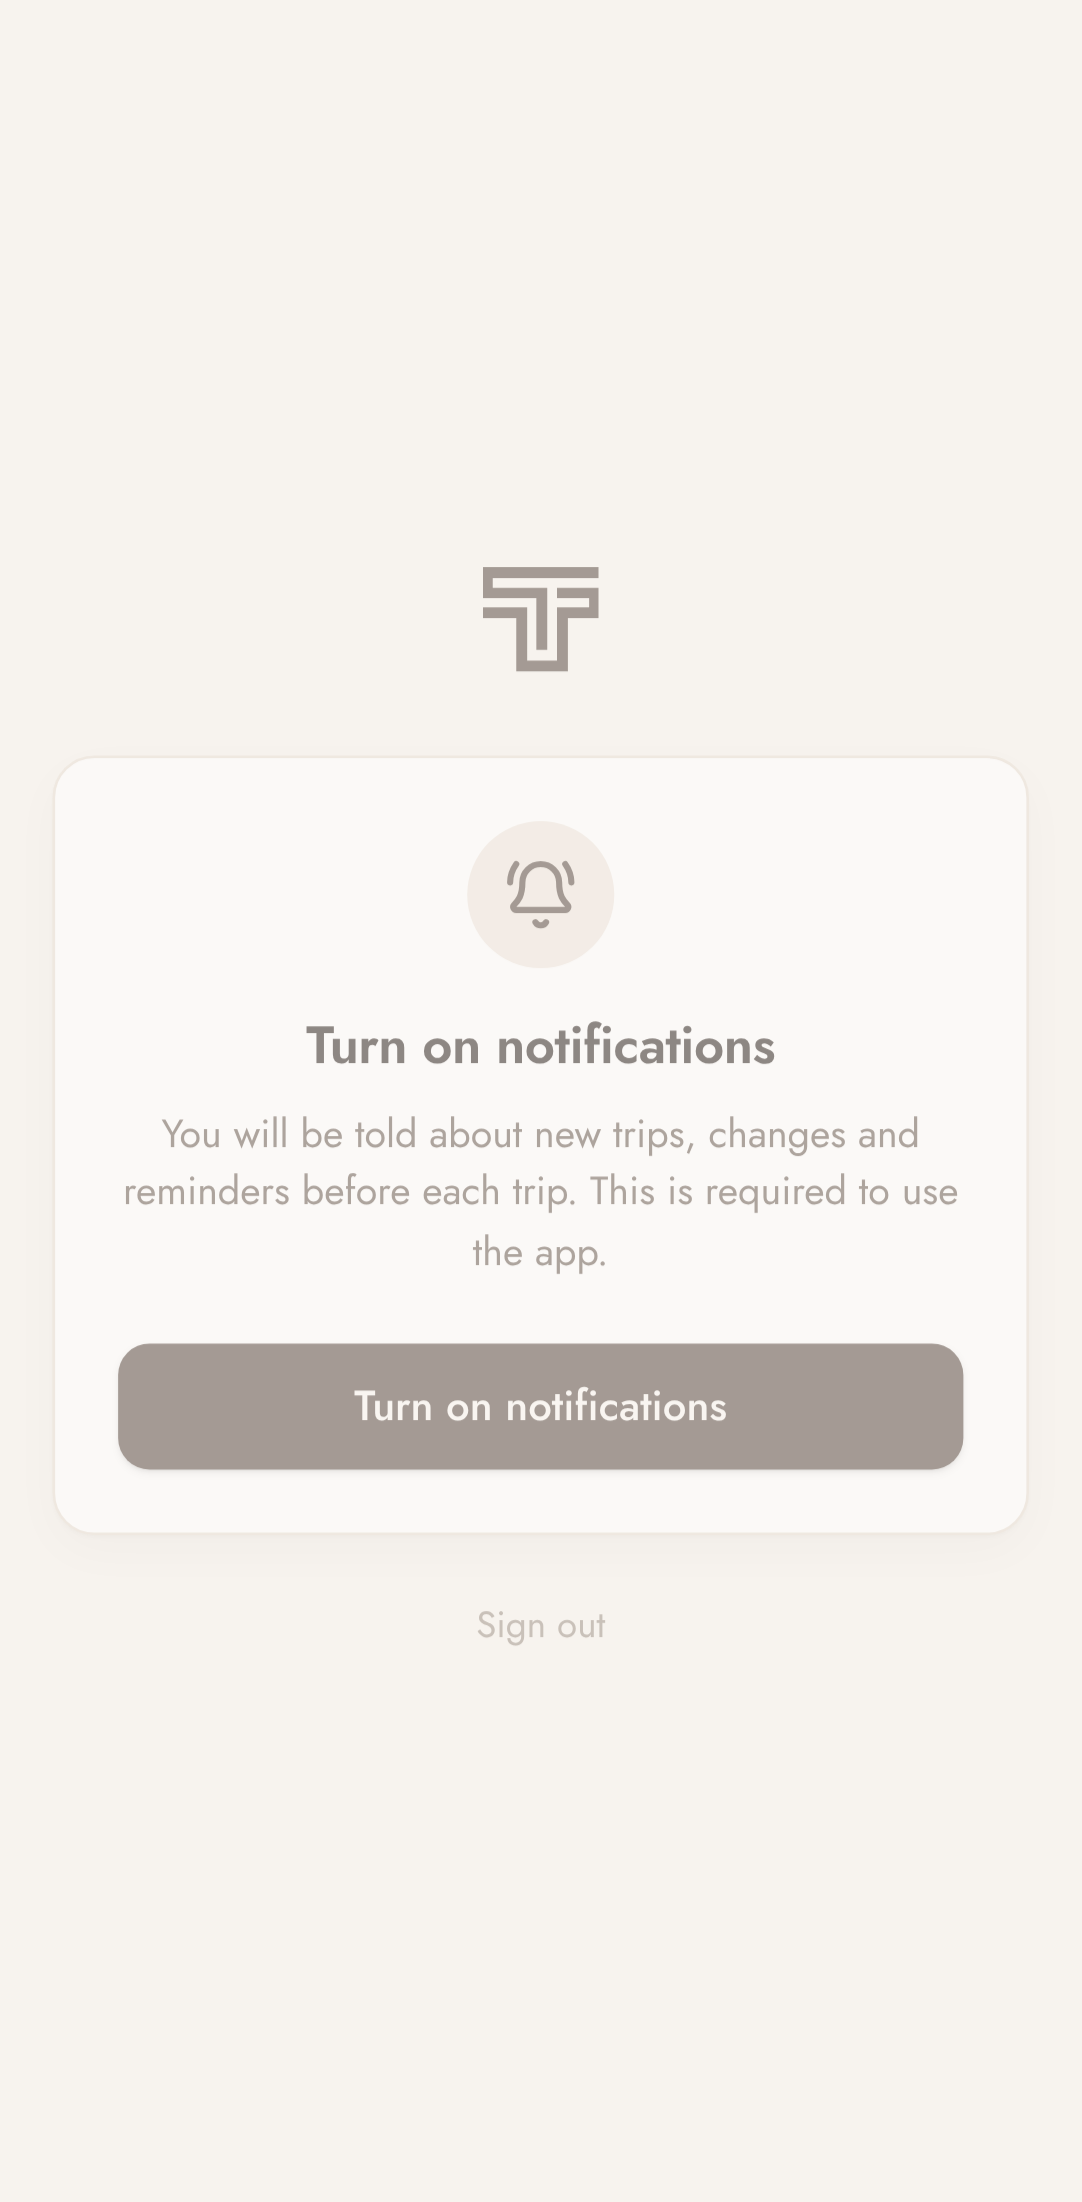 Turn on notifications
You will be told about new trips, changes and
reminders before each trip. This is required to use
the app.
Turn on notifications
Sign out